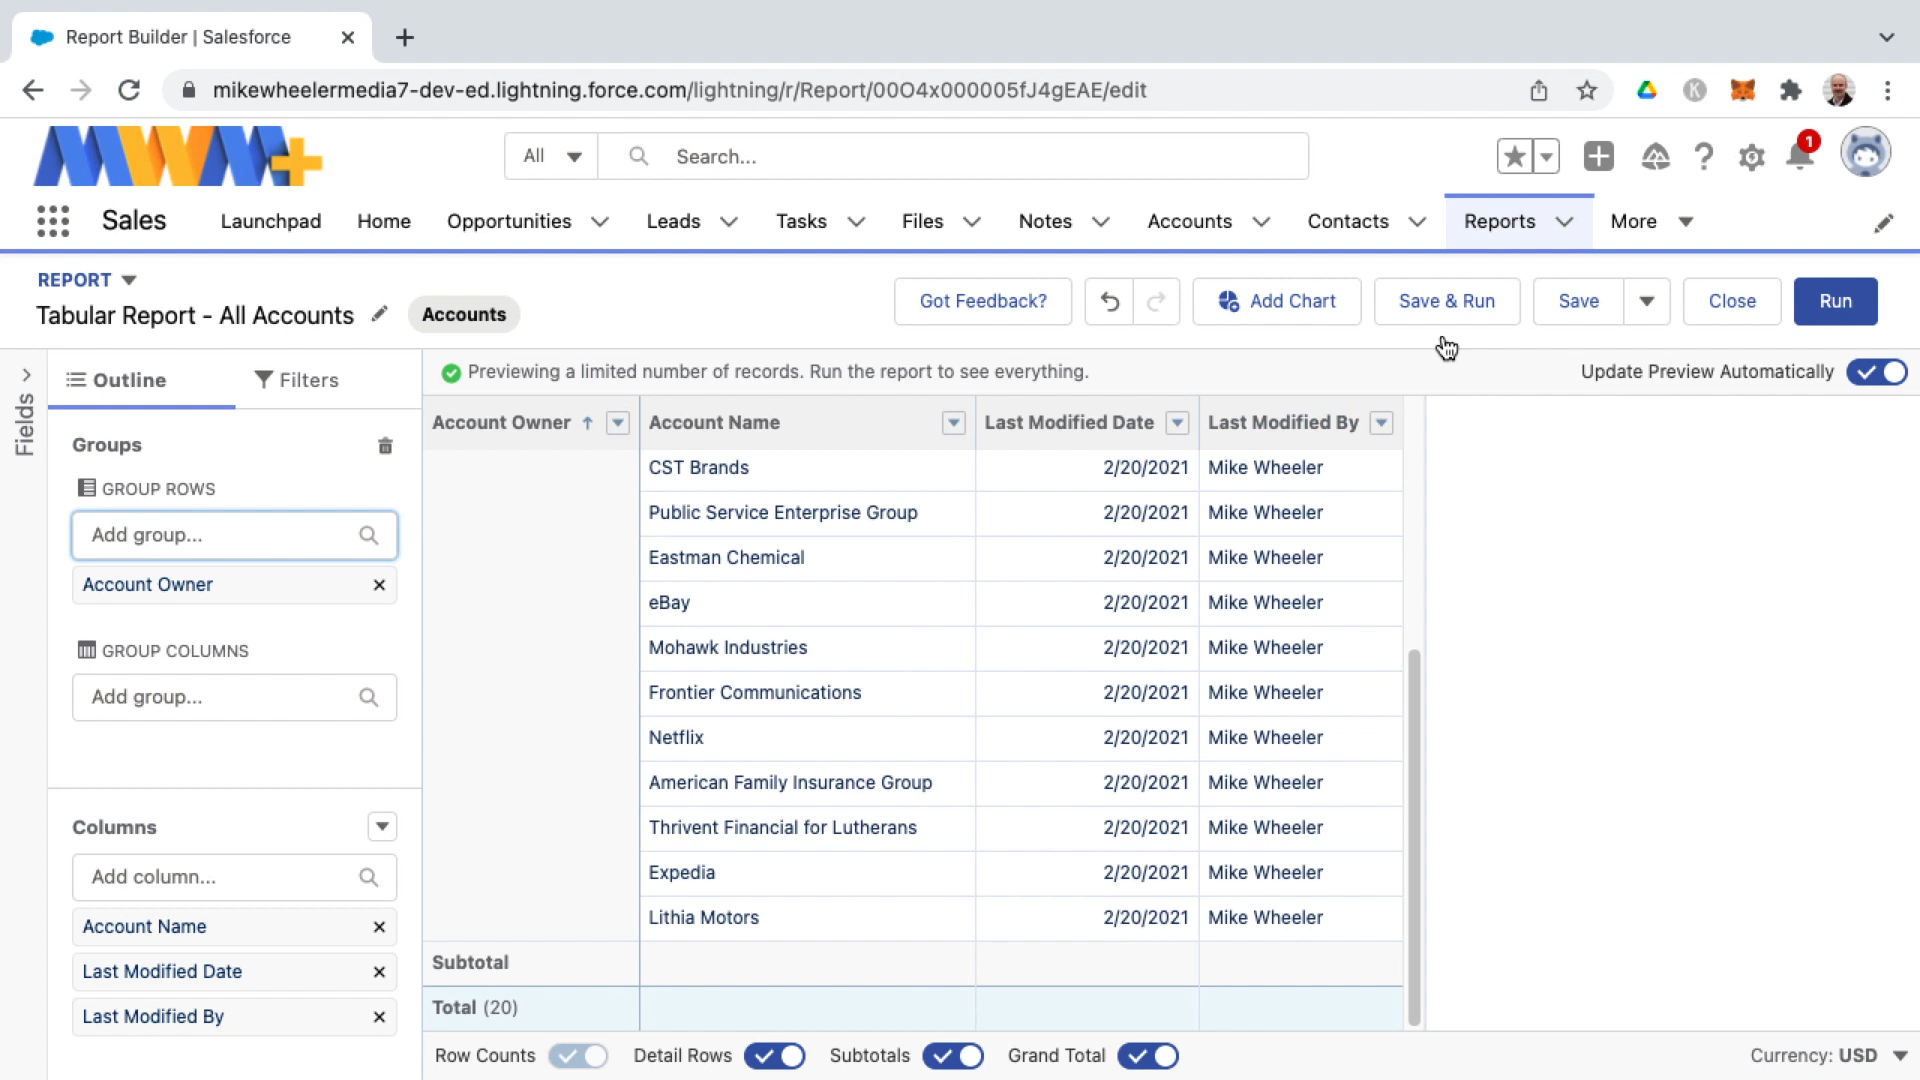 Report Builder | Salesforce
mikewheelermedia7-dev-ed.lightning.force.com/lightning/r/Report/00O4x000005fJ4gEAE/edit
K
MWM+
All
Search...
1
Sales
Launchpad
Home
Opportunities
Leads
Tasks
Files
Notes
Accounts
Contacts
Reports
More
REPORT
Tabular Report - All Accounts
Accounts
Got Feedback?
Add Chart
Save & Run
Save
Close
Run
Fields
Outline
Filters
Previewing a limited number of records. Run the report to see everything.
Update Preview Automatically
Groups
GROUP ROWS
Add group...
Account Owner
GROUP COLUMNS
Add group...
Columns
Add column...
Account Name
Last Modified Date
Last Modified By
Account Owner Account Name Last Modified Date Last Modified By
CST Brands 2/20/2021 Mike Wheeler
Public Service Enterprise Group 2/20/2021 Mike Wheeler
Eastman Chemical 2/20/2021 Mike Wheeler
eBay 2/20/2021 Mike Wheeler
Mohawk Industries 2/20/2021 Mike Wheeler
Frontier Communications 2/20/2021 Mike Wheeler
Netflix 2/20/2021 Mike Wheeler
American Family Insurance Group 2/20/2021 Mike Wheeler
Thrivent Financial for Lutherans 2/20/2021 Mike Wheeler
Expedia 2/20/2021 Mike Wheeler
Lithia Motors 2/20/2021 Mike Wheeler
Subtotal
Total (20)
Row Counts
Detail Rows
Subtotals
Grand Total
Currency: USD